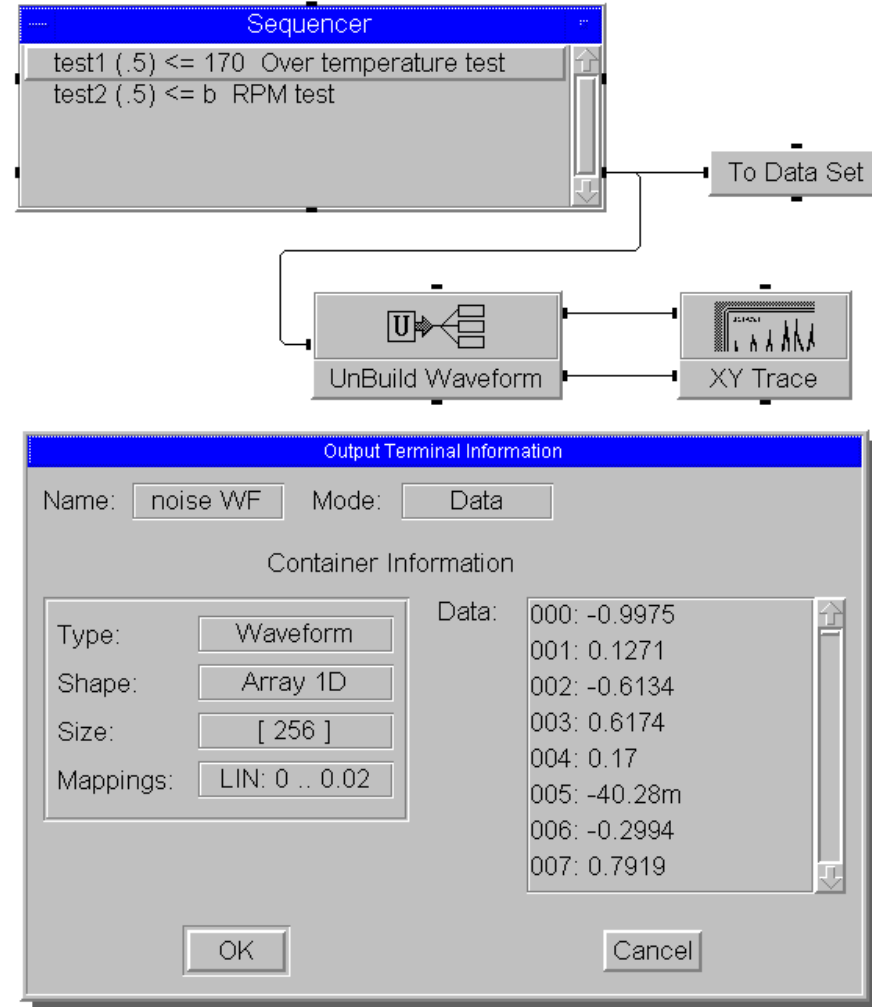 Sequencer
test1 (.5) <= 170 Over temperature test
test2 (.5) <= b RPM test
To Data Set
U
UnBuild Waveform
XY Trace
Output Terminal Information
Name: noise WF Mode: Data
Container Information
Type: Waveform
Shape: Array 1D
Size: [ 256 ]
Mappings: LIN: 0 .. 0.02
Data:
000: -0.9975
001: 0.1271
002: -0.6134
003: 0.6174
004: 0.17
005: -40.28m
006: -0.2994
007: 0.7919
OK
Cancel